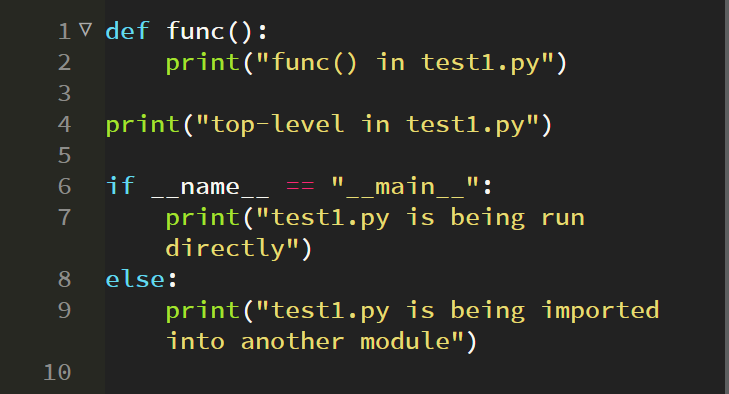 1 ▽ def func():
2     print("func() in test1.py")
3
4 print("top-level in test1.py")
5
6 if __name__ == "__main__":
7     print("test1.py is being run
    directly")
8 else:
9     print("test1.py is being imported
    into another module")
10